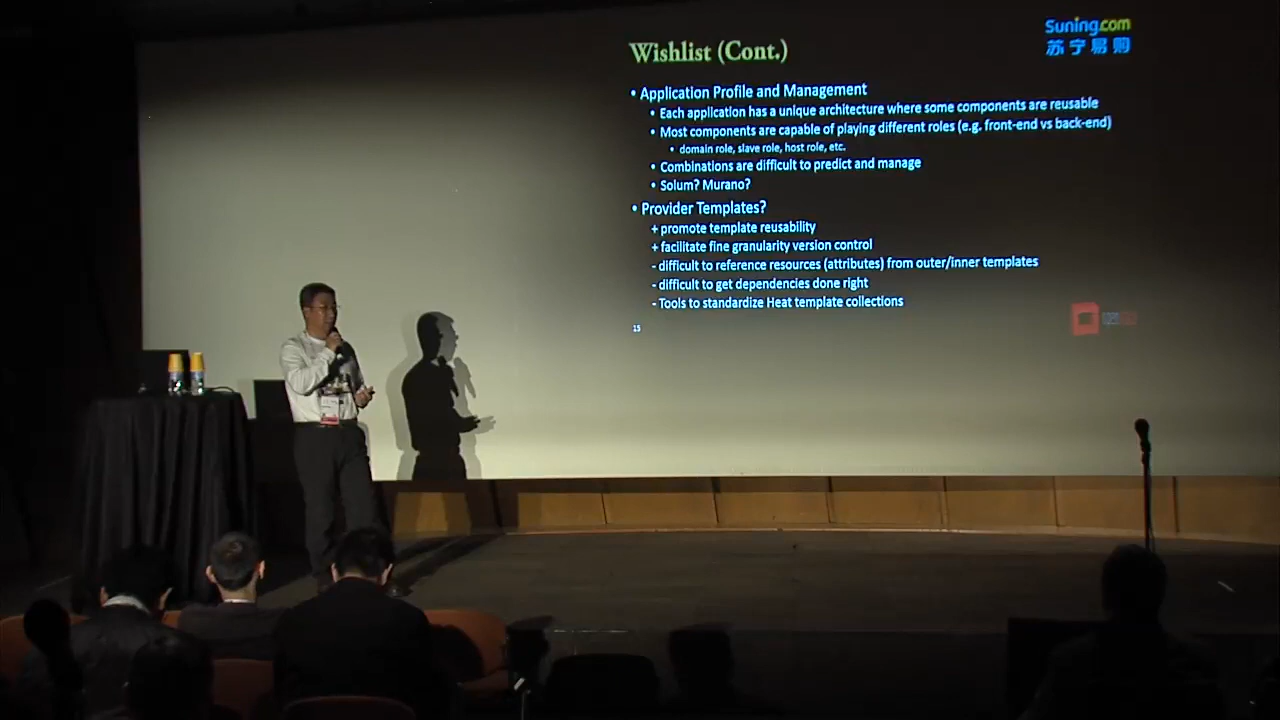 Suning.com
苏宁易购
Wishlist (Cont.)
• Application Profile and Management
• Each application has a unique architecture where some components are reusable
• Most components are capable of playing different roles (e.g. front-end vs back-end)
• domain role, slave role, host role, etc.
• Combinations are difficult to predict and manage
• Solum? Murano?
• Provider Templates?
+ promote template reusability
+ facilitate fine granularity version control
- difficult to reference resources (attributes) from outer/inner templates
- difficult to get dependencies done right
- Tools to standardize Heat template collections
15